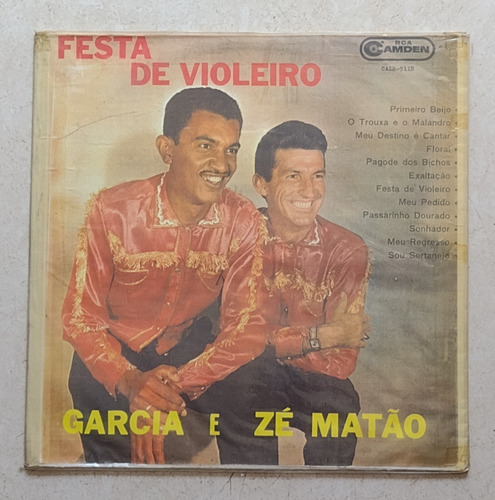 FESTA
DE VIOLEIRO
RCA
CAMDEN
Primeiro Beijo
O Trouxa e o Malandro
Meu Destino é Cantar
Floraí
Pagode dos Bichos
Exaltação
Festa de Violeiro
Meu Pedido
Passarinho Dourado
Sonhador
Meu Regresso
Sou Sertanejo
GARCIA E ZÉ MATÃO